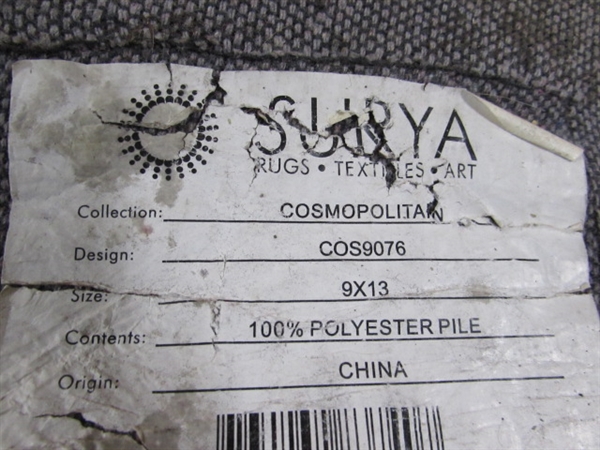 SURYA
RUGS • TEXTILES • ART
Collection: COSMOPOLITAN
Design: COS9076
Size: 9X13
Contents: 100% POLYESTER PILE
Origin: CHINA